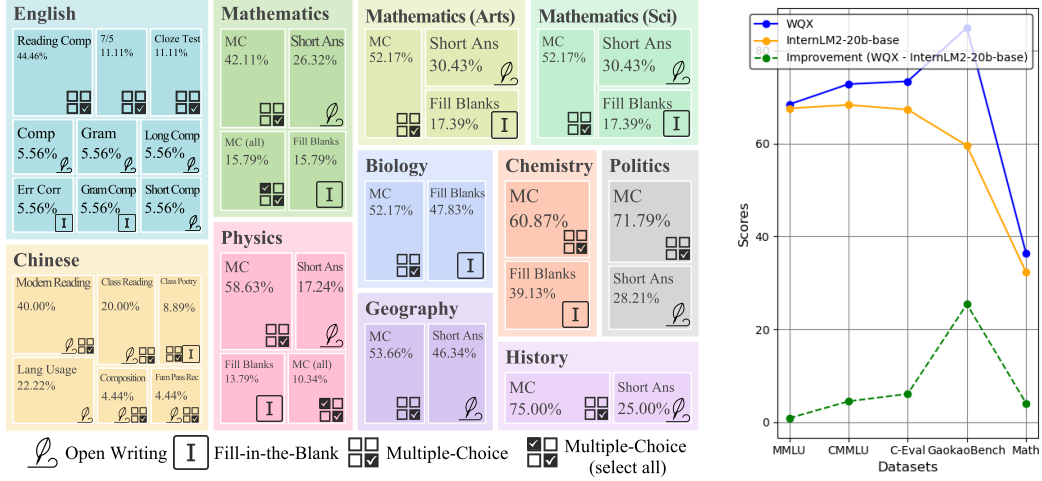 English
Reading Comp
44.46%
7/5
11.11%
Cloze Test
11.11%
Comp
5.56%
Gram
5.56%
Long Comp
5.56%
Err Corr
5.56%
Gram Comp
5.56%
Short Comp
5.56%
Chinese
Modern Reading
40.00%
Class Reading
20.00%
Class Poetry
8.89%
Lang Usage
22.22%
Composition
4.44%
Fam Pass Rec
4.44%
Mathematics
MC
42.11%
Short Ans
26.32%
MC (all)
15.79%
Fill Blanks
15.79%
Physics
MC
58.63%
Short Ans
17.24%
Fill Blanks
13.79%
MC (all)
10.34%
Mathematics (Arts)
MC
52.17%
Short Ans
30.43%
Fill Blanks
17.39%
Mathematics (Sci)
MC
52.17%
Short Ans
30.43%
Fill Blanks
17.39%
Biology
MC
52.17%
Fill Blanks
47.83%
Geography
MC
53.66%
Short Ans
46.34%
Chemistry
MC
60.87%
Fill Blanks
39.13%
Politics
MC
71.79%
Short Ans
28.21%
History
MC
75.00%
Short Ans
25.00%
Open Writing
Fill-in-the-Blank
Multiple-Choice
Multiple-Choice
(select all)
WQX
InternLM2-20b-base
Improvement (WQX - InternLM2-20b-base)
Scores
80
60
40
20
0
MMLU
CMMLU
C-Eval
GaokaoBench
Math
Datasets